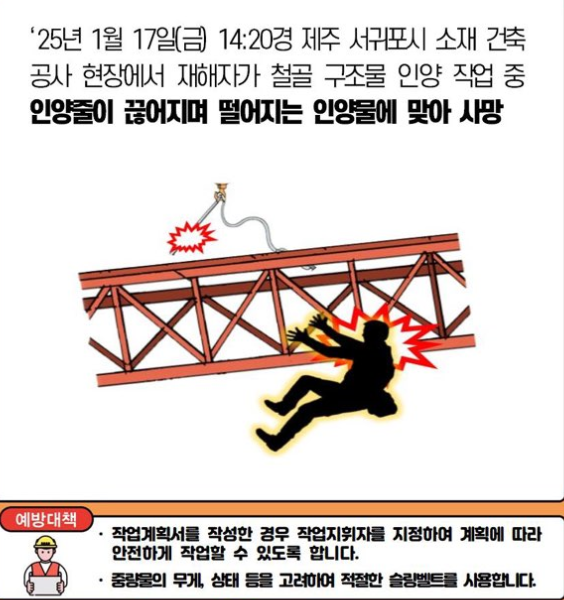 ‘25년 1월 17일(금) 14:20경 제주 서귀포시 소재 건축
공사 현장에서 재해자가 철골 구조물 인양 작업 중
인양줄이 끊어지며 떨어지는 인양물에 맞아 사망
예방대책
· 작업계획서를 작성한 경우 작업지휘자를 지정하여 계획에 따라
안전하게 작업할 수 있도록 합니다.
· 중량물의 무게, 상태 등을 고려하여 적절한 슬링벨트를 사용합니다.